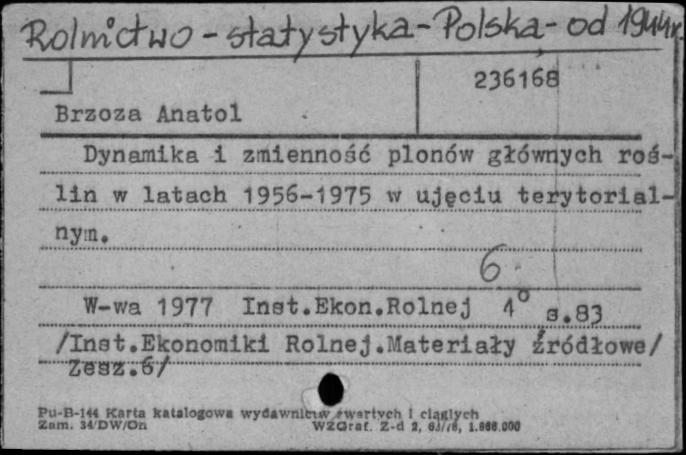 Rolnictwo - statystyka - Polska - od 1944r.
236168
Brzoza Anatol
Dynamika i zmienność plonów głównych roś-
lin w latach 1956-1975 w ujęciu terytorial-
nym.
6
W-wa 1977 Inst.Ekon.Rolnej 4° s.83
/Inst.Ekonomiki Rolnej.Materiały źródłowe/
Zesz.6/
Pu-B-144 Karta katalogowa wydawnictw zwartych i ciągłych
Zam. 34/DW/On WZGraf. Z-d 2,